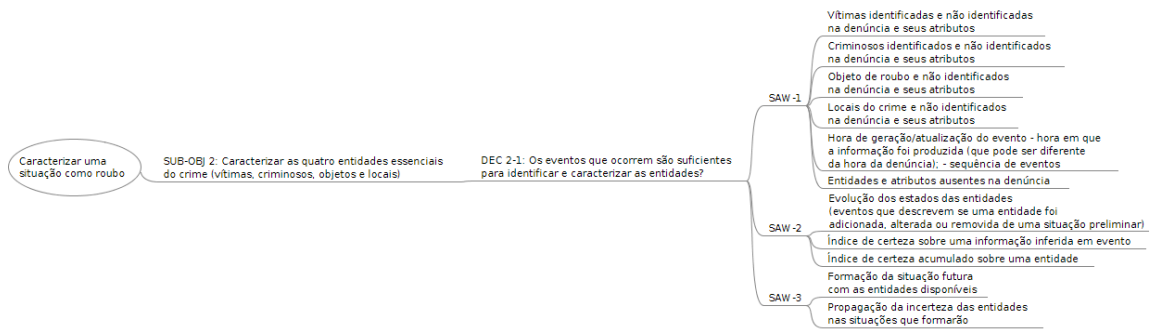 Caracterizar uma
situação como roubo
SUB-OBJ 2: Caracterizar as quatro entidades essenciais
do crime (vítimas, criminosos, objetos e locais)
DEC 2-1: Os eventos que ocorrem são suficientes
para identificar e caracterizar as entidades?
SAW -1
Vítimas identificadas e não identificadas
na denúncia e seus atributos
Criminosos identificados e não identificados
na denúncia e seus atributos
Objeto de roubo e não identificados
na denúncia e seus atributos
Locais do crime e não identificados
na denúncia e seus atributos
Hora de geração/atualização do evento - hora em que
a informação foi produzida (que pode ser diferente
da hora da denúncia); - sequência de eventos
Entidades e atributos ausentes na denúncia
SAW -2
Evolução dos estados das entidades
(eventos que descrevem se uma entidade foi
adicionada, alterada ou removida de uma situação preliminar)
Índice de certeza sobre uma informação inferida em evento
Índice de certeza acumulado sobre uma entidade
SAW -3
Formação da situação futura
com as entidades disponíveis
Propagação da incerteza das entidades
nas situações que formarão